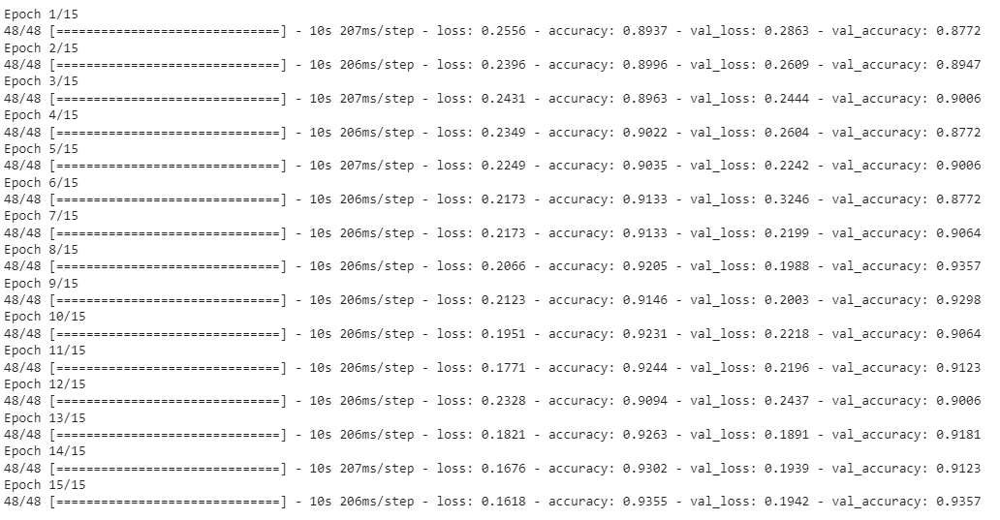 Epoch 1/15
48/48 [==============================] - 10s 207ms/step - loss: 0.2556 - accuracy: 0.8937 - val_loss: 0.2863 - val_accuracy: 0.8772
Epoch 2/15
48/48 [==============================] - 10s 206ms/step - loss: 0.2396 - accuracy: 0.8996 - val_loss: 0.2609 - val_accuracy: 0.8947
Epoch 3/15
48/48 [==============================] - 10s 207ms/step - loss: 0.2431 - accuracy: 0.8963 - val_loss: 0.2444 - val_accuracy: 0.9006
Epoch 4/15
48/48 [==============================] - 10s 206ms/step - loss: 0.2349 - accuracy: 0.9022 - val_loss: 0.2604 - val_accuracy: 0.8772
Epoch 5/15
48/48 [==============================] - 10s 207ms/step - loss: 0.2249 - accuracy: 0.9035 - val_loss: 0.2242 - val_accuracy: 0.9006
Epoch 6/15
48/48 [==============================] - 10s 206ms/step - loss: 0.2173 - accuracy: 0.9133 - val_loss: 0.3246 - val_accuracy: 0.8772
Epoch 7/15
48/48 [==============================] - 10s 206ms/step - loss: 0.2173 - accuracy: 0.9133 - val_loss: 0.2199 - val_accuracy: 0.9064
Epoch 8/15
48/48 [==============================] - 10s 206ms/step - loss: 0.2066 - accuracy: 0.9205 - val_loss: 0.1988 - val_accuracy: 0.9357
Epoch 9/15
48/48 [==============================] - 10s 206ms/step - loss: 0.2123 - accuracy: 0.9146 - val_loss: 0.2003 - val_accuracy: 0.9298
Epoch 10/15
48/48 [==============================] - 10s 206ms/step - loss: 0.1951 - accuracy: 0.9231 - val_loss: 0.2218 - val_accuracy: 0.9064
Epoch 11/15
48/48 [==============================] - 10s 206ms/step - loss: 0.1771 - accuracy: 0.9244 - val_loss: 0.2196 - val_accuracy: 0.9123
Epoch 12/15
48/48 [==============================] - 10s 206ms/step - loss: 0.2328 - accuracy: 0.9094 - val_loss: 0.2437 - val_accuracy: 0.9006
Epoch 13/15
48/48 [==============================] - 10s 206ms/step - loss: 0.1821 - accuracy: 0.9263 - val_loss: 0.1891 - val_accuracy: 0.9181
Epoch 14/15
48/48 [==============================] - 10s 207ms/step - loss: 0.1676 - accuracy: 0.9302 - val_loss: 0.1939 - val_accuracy: 0.9123
Epoch 15/15
48/48 [==============================] - 10s 206ms/step - loss: 0.1618 - accuracy: 0.9355 - val_loss: 0.1942 - val_accuracy: 0.9357